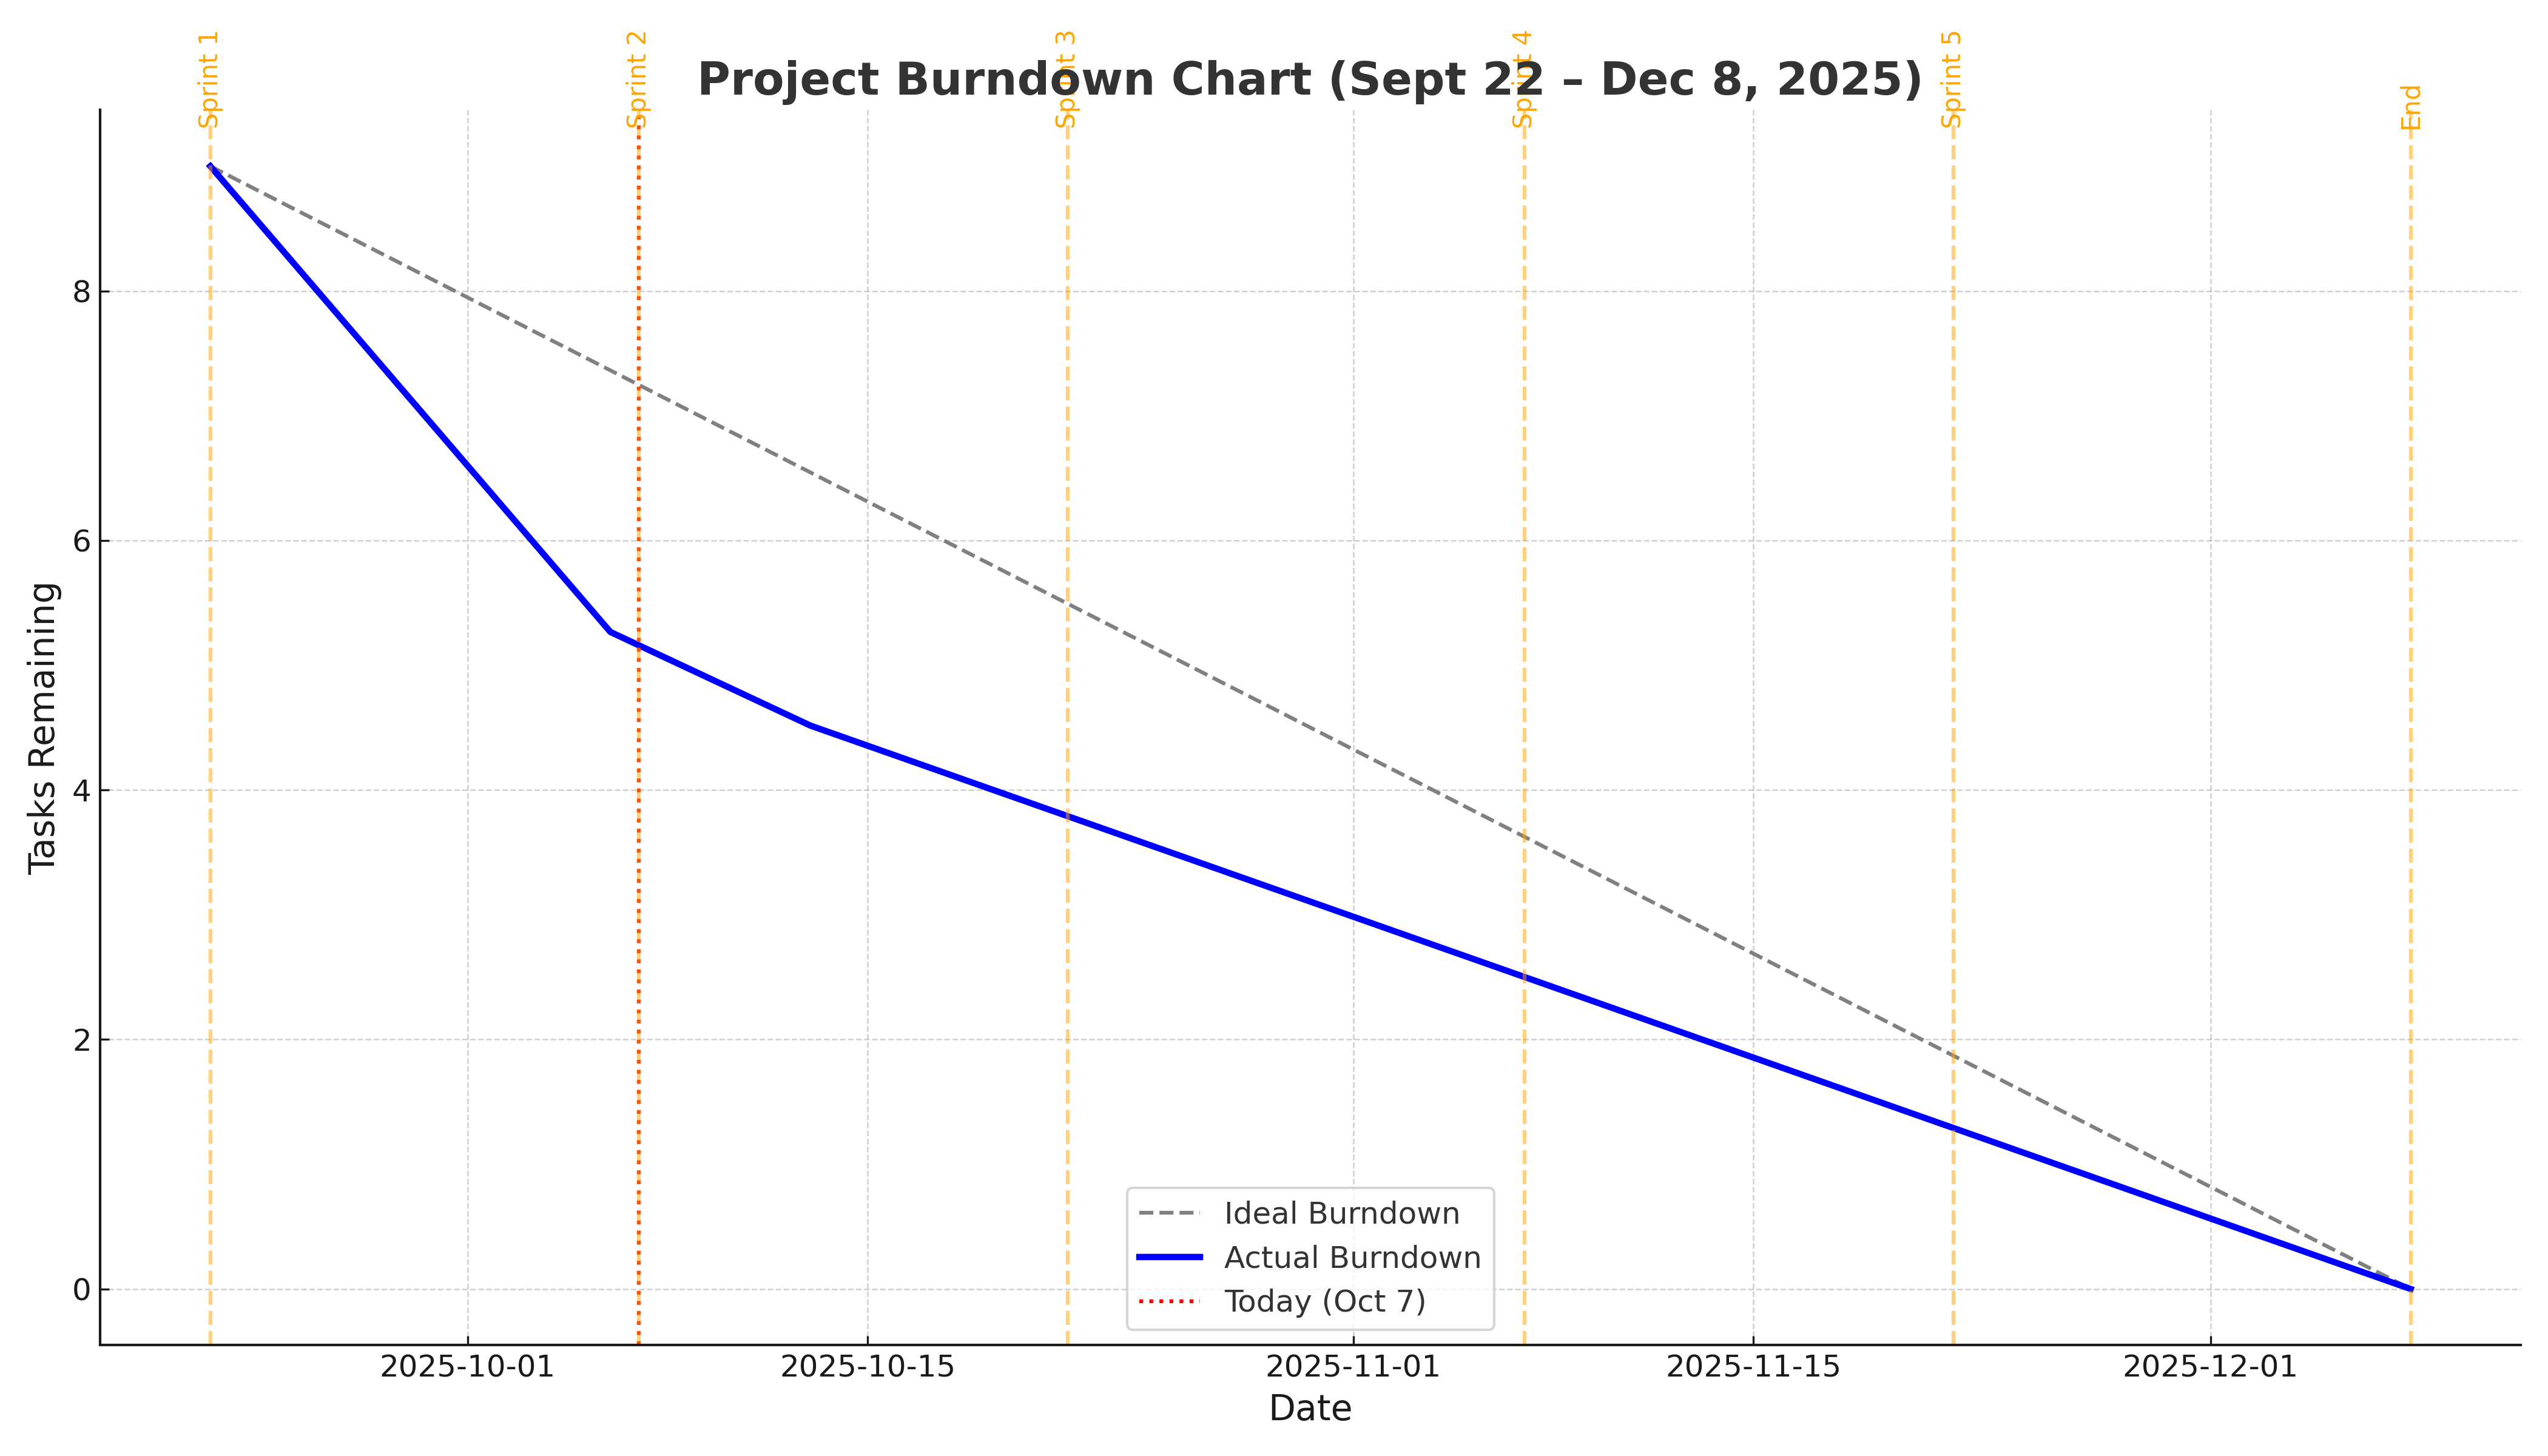 Sprint 1
Sprint 2
Sprint 3
Sprint 4
Sprint 5
End
Project Burndown Chart (Sept 22 – Dec 8, 2025)
Tasks Remaining
8
6
4
2
0
Ideal Burndown
Actual Burndown
Today (Oct 7)
2025-10-01
2025-10-15
2025-11-01
2025-11-15
2025-12-01
Date